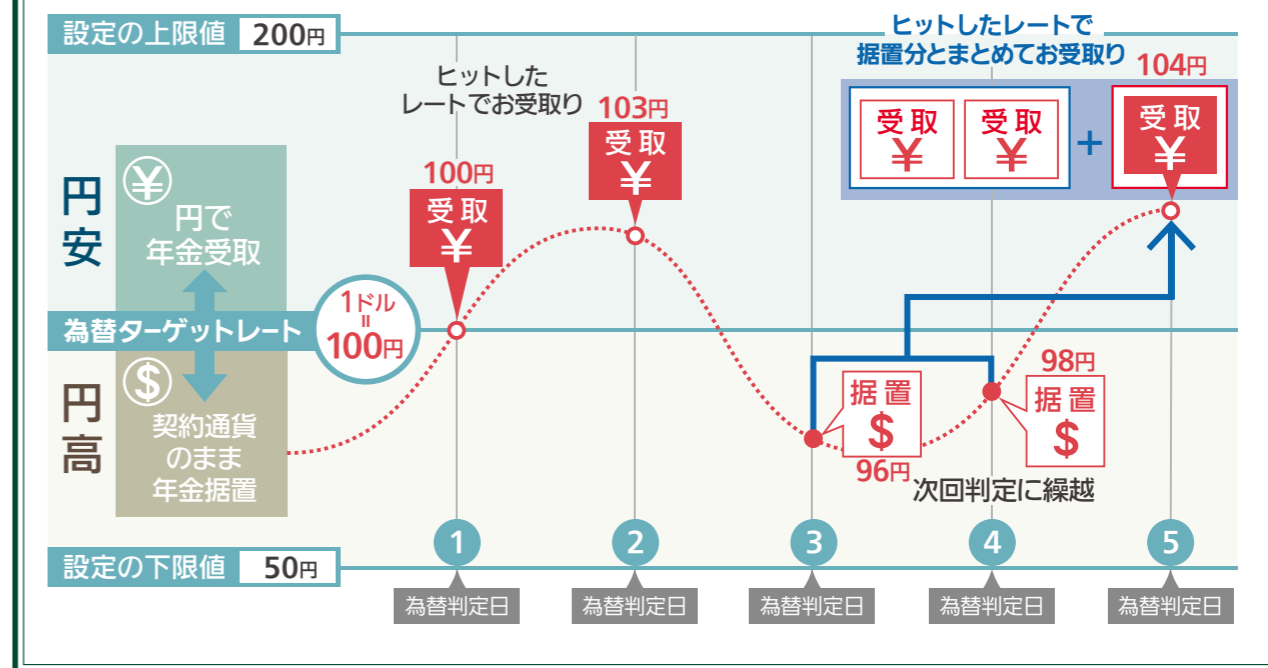 設定の上限値 200円
ヒットしたレートで
据置分とまとめてお受取り
ヒットした
レートでお受取り
100円
受取
¥
103円
受取
¥
受取
¥
受取
¥
+
104円
受取
¥
円安
¥
円で
年金受取
為替ターゲットレート
1ドル
=
100円
円高
$
契約通貨
のまま
年金据置
据置
$
96円
98円
据置
$
次回判定に繰越
設定の下限値 50円
1
2
3
4
5
為替判定日
為替判定日
為替判定日
為替判定日
為替判定日